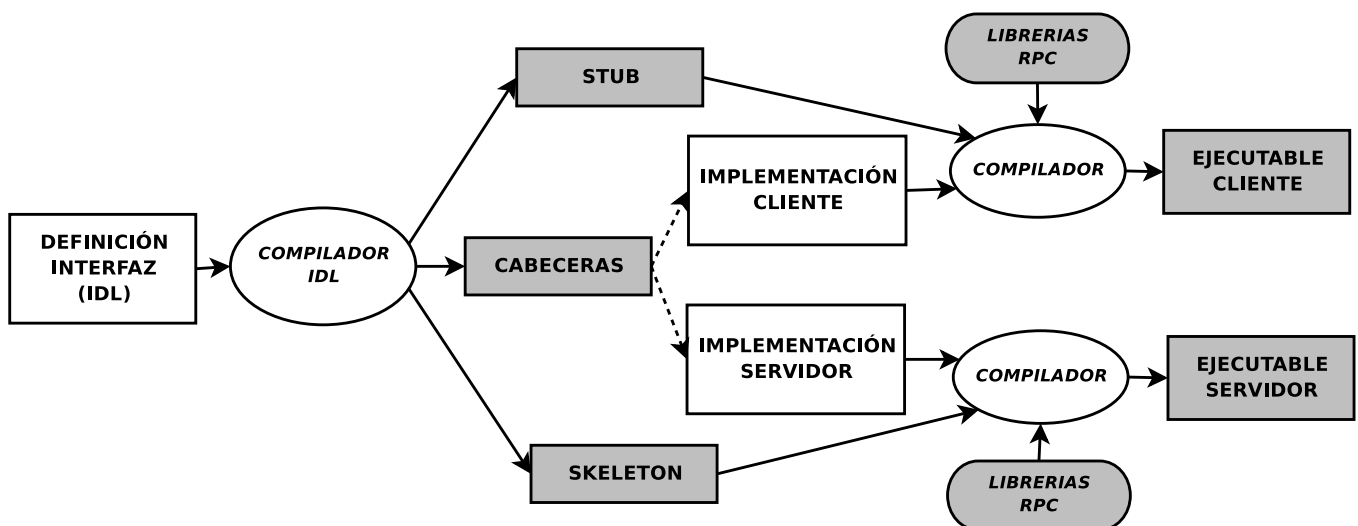 LIBRERIAS
RPC
STUB
COMPILADOR
EJECUTABLE
CLIENTE
IMPLEMENTACIÓN
CLIENTE
DEFINICIÓN
INTERFAZ
(IDL)
COMPILADOR
IDL
CABECERAS
IMPLEMENTACIÓN
SERVIDOR
COMPILADOR
EJECUTABLE
SERVIDOR
SKELETON
LIBRERIAS
RPC